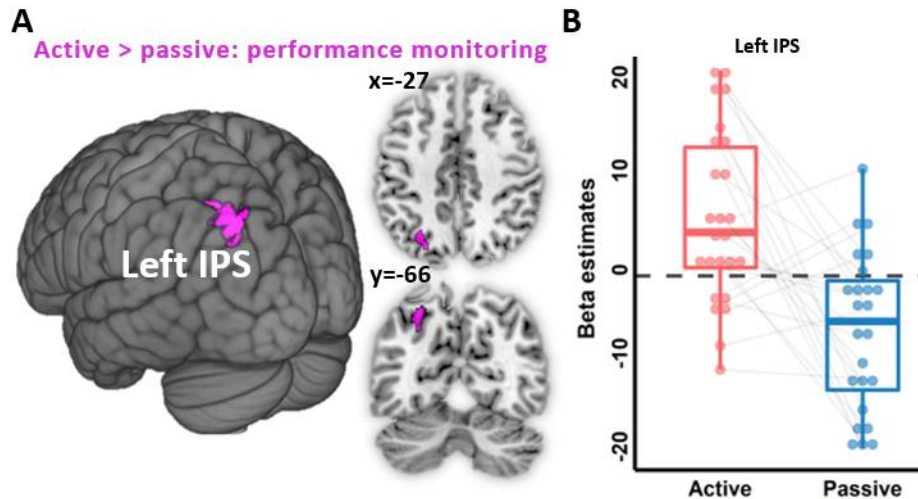 A
Active > passive: performance monitoring
x=-27
Left IPS
y=-66
B
Left IPS
Beta estimates
20
10
0
-10
-20
Active
Passive